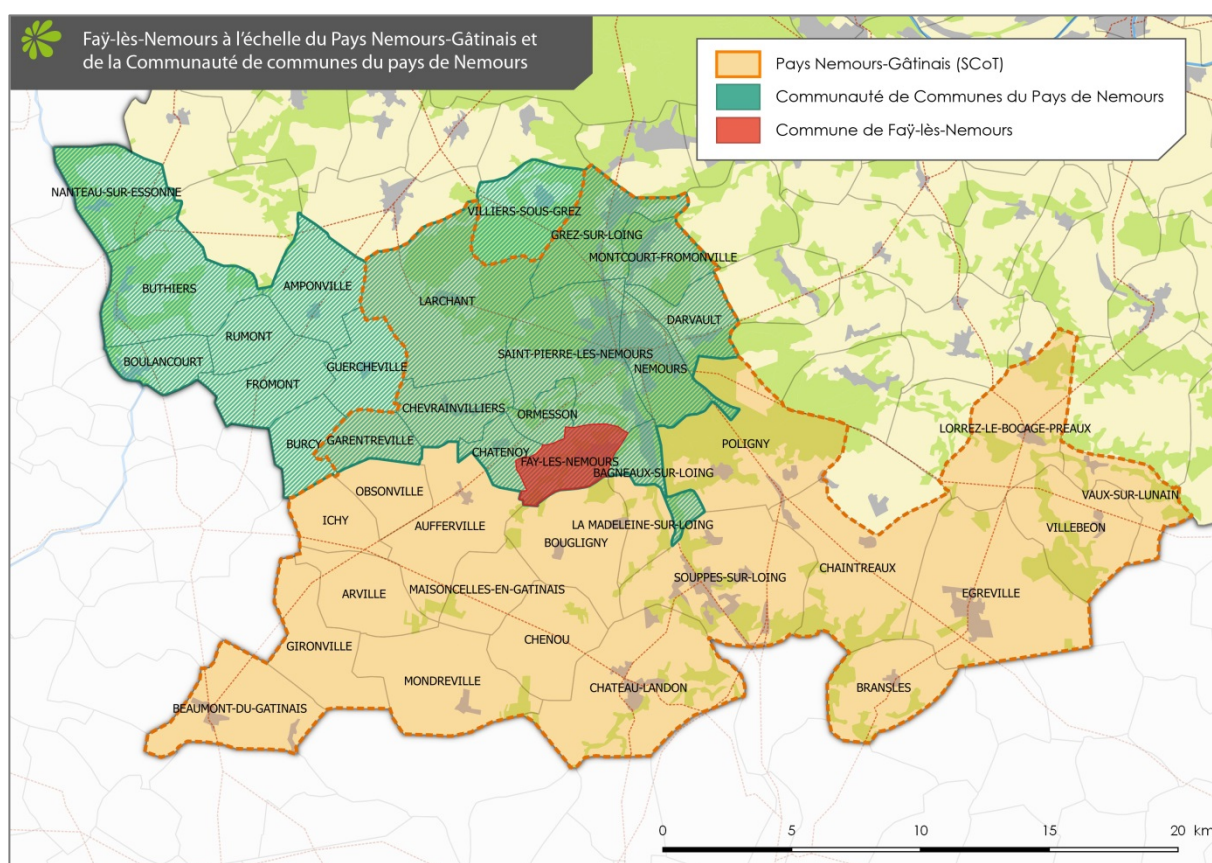 Faÿ-lès-Nemours à l'échelle du Pays Nemours-Gâtinais et
de la Communauté de communes du pays de Nemours
Pays Nemours-Gâtinais (SCoT)
Communauté de Communes du Pays de Nemours
Commune de Faÿ-lès-Nemours
NANTEAU-SUR-ESSONNE
VILLIERS-SOUS-GREZ
GREZ-SUR-LOING
MONTCOURT-FROMONVILLE
BUTHIERS
AMPONVILLE
LARCHANT
DARVAULT
RUMONT
BOULANCOURT
SAINT-PIERRE-LES-NEMOURS
GUERCHEVILLE
NEMOURS
FROMONT
CHEVRAINVILLIERS
ORMESSON
LORREZ-LE-BOCAGE-PREAUX
BURCY
GARENTREVILLE
POLIGNY
CHATENOY
FAY-LES-NEMOURS
BAGNEAUX-SUR-LOING
OBSONVILLE
VAUX-SUR-LUNAIN
ICHY
AUFFERVILLE
LA MADELEINE-SUR-LOING
VILLEBEON
BOUGLIGNY
CHAINTREAUX
SOUPPES-SUR-LOING
ARVILLE
MAISONCELLES-EN-GATINAIS
EGREVILLE
CHENOU
GIRONVILLE
MONDREVILLE
CHATEAU-LANDON
BRANSLES
BEAUMONT-DU-GATINAIS
0 5 10 15 20 km